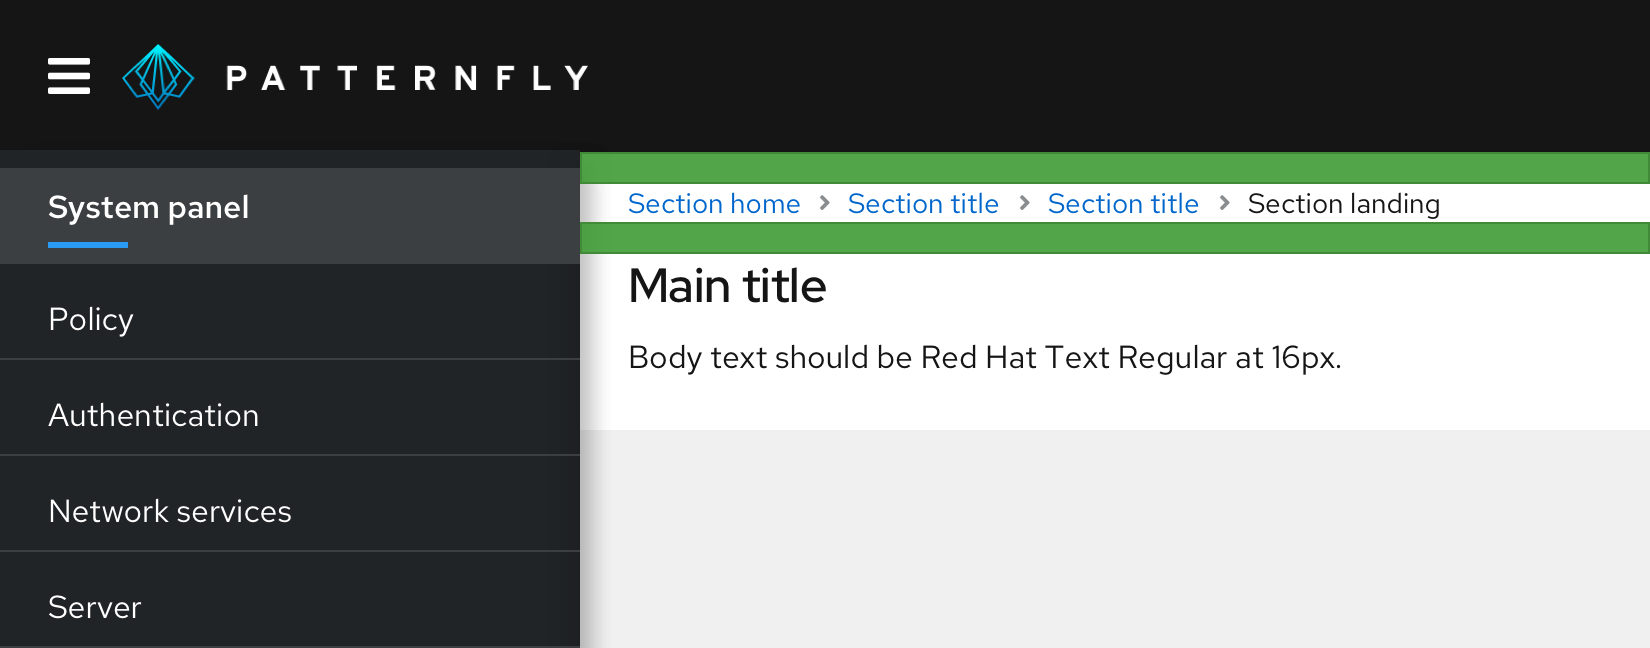 PATTERNFLY
System panel
Policy
Authentication
Network services
Server
Section home > Section title > Section title > Section landing
Main title
Body text should be Red Hat Text Regular at 16px.